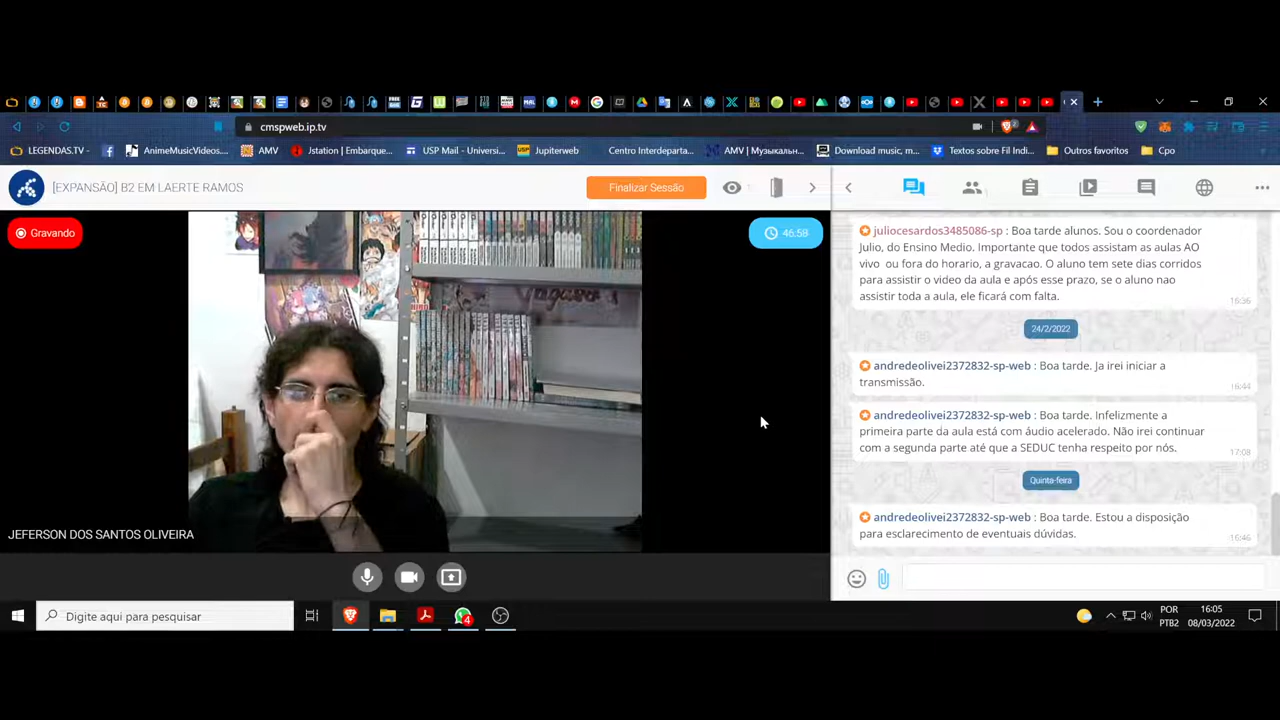 cmspweb.ip.tv
2
LEGENDAS.TV -
AnimeMusicVideos...
AMV
Jstation | Embarque...
USP Mail - Universi...
USP
Jupiterweb
Centro Interdeparta...
AMV | Музыкальн...
Download music, m...
Textos sobre Fil Indi...
Outros favoritos
Cpo
[EXPANSÃO] B2 EM LAERTE RAMOS
Finalizar Sessão
Gravando
46:58
JEFERSON DOS SANTOS OLIVEIRA
juliocesardos3485086-sp : Boa tarde alunos. Sou o coordenador
Julio, do Ensino Medio. Importante que todos assistam as aulas AO
vivo ou fora do horario, a gravacao. O aluno tem sete dias corridos
para assistir o video da aula e após esse prazo, se o aluno nao
assistir toda a aula, ele ficará com falta.
16:36
24/2/2022
andredeolivei2372832-sp-web : Boa tarde. Ja irei iniciar a
transmissão.
16:44
andredeolivei2372832-sp-web : Boa tarde. Infelizmente a
primeira parte da aula está com áudio acelerado. Não irei continuar
com a segunda parte até que a SEDUC tenha respeito por nós.
17:08
Quinta-feira
andredeolivei2372832-sp-web : Boa tarde. Estou a disposição
para esclarecimento de eventuais dúvidas.
16:46
Digite aqui para pesquisar
4
POR
PTB2
16:05
08/03/2022